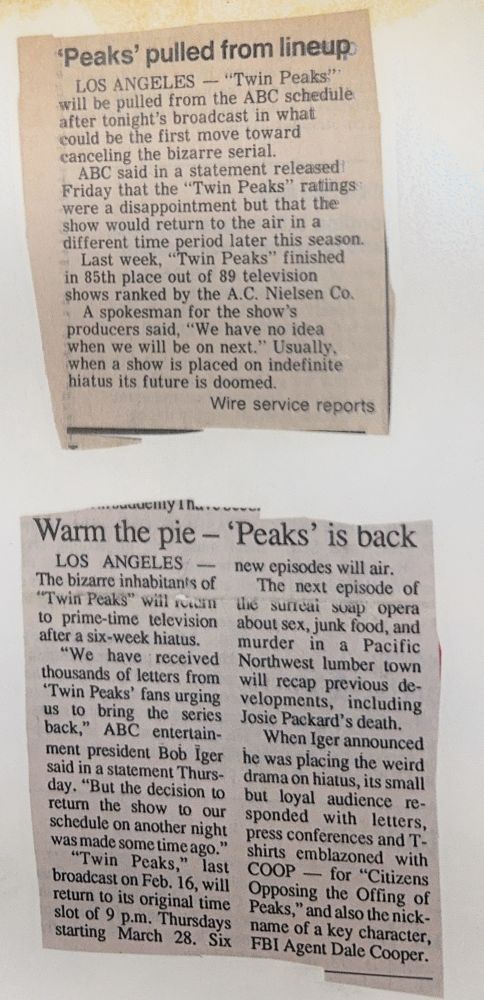 'Peaks' pulled from lineup
LOS ANGELES — "Twin Peaks"
will be pulled from the ABC schedule
after tonight's broadcast in what
could be the first move toward
canceling the bizarre serial.
ABC said in a statement released
Friday that the "Twin Peaks" ratings
were a disappointment but that the
show would return to the air in a
different time period later this season.
Last week, "Twin Peaks" finished
in 85th place out of 89 television
shows ranked by the A.C. Nielsen Co.
A spokesman for the show's
producers said, "We have no idea
when we will be on next." Usually,
when a show is placed on indefinite
hiatus its future is doomed.
Wire service reports
Warm the pie – 'Peaks' is back
LOS ANGELES —
The bizarre inhabitants of
"Twin Peaks" will return
to prime-time television
after a six-week hiatus.
"We have received
thousands of letters from
'Twin Peaks' fans urging
us to bring the series
back," ABC entertain-
ment president Bob Iger
said in a statement Thurs-
day. "But the decision to
return the show to our
schedule on another night
was made some time ago."
"Twin Peaks," last
broadcast on Feb. 16, will
return to its original time
slot of 9 p.m. Thursdays
starting March 28. Six
new episodes will air.
The next episode of
the surreal soap opera
about sex, junk food, and
murder in a Pacific
Northwest lumber town
will recap previous de-
velopments, including
Josie Packard's death.
When Iger announced
he was placing the weird
drama on hiatus, its small
but loyal audience re-
sponded with letters,
press conferences and T-
shirts emblazoned with
COOP — for "Citizens
Opposing the Offing of
Peaks," and also the nick-
name of a key character,
FBI Agent Dale Cooper.